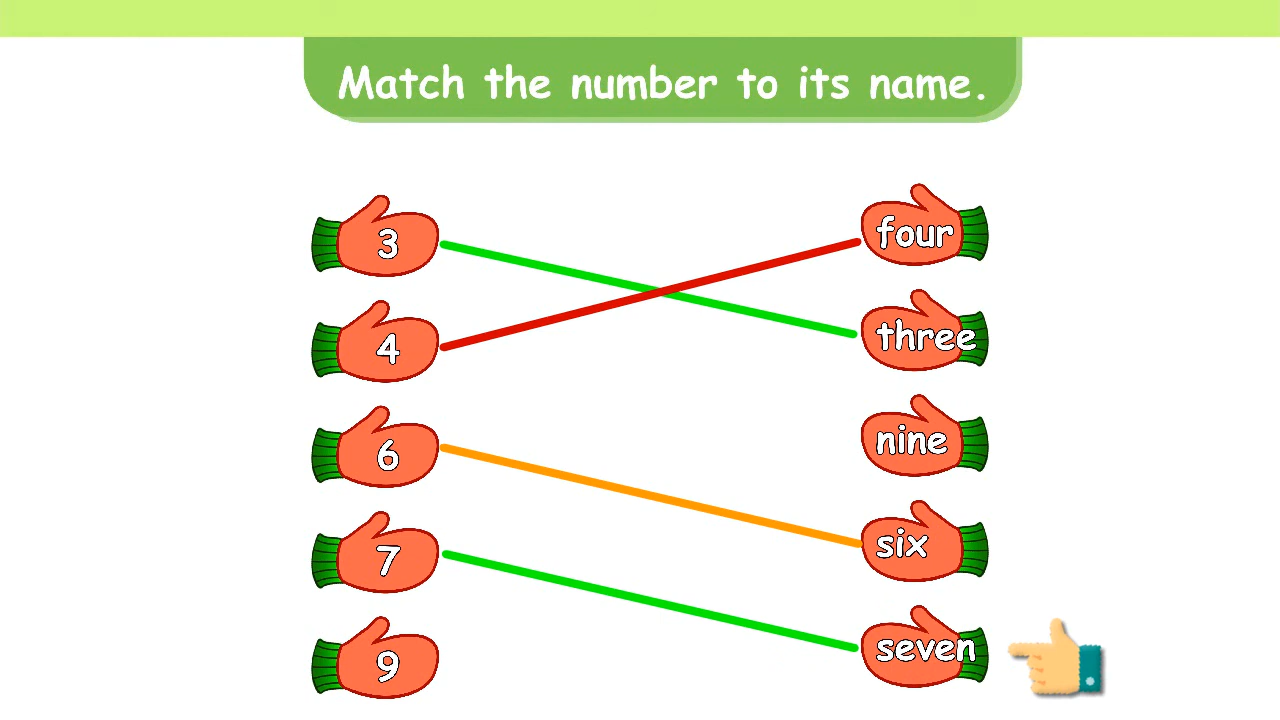 Match the number to its name.
3 four
4 three
6 nine
7 six
9 seven